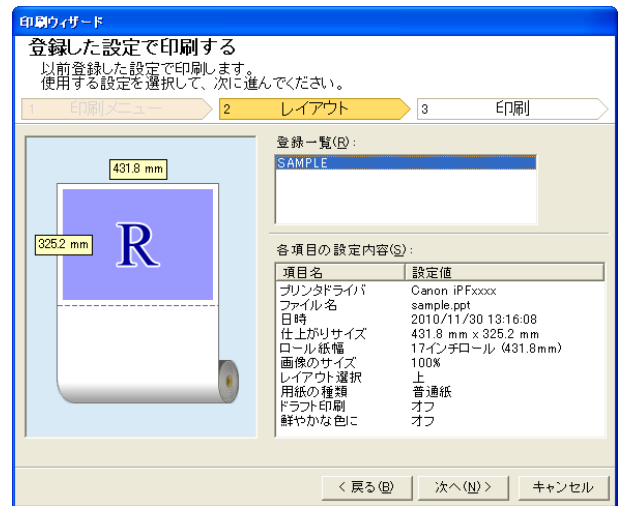 印刷ウィザード
登録した設定で印刷する
以前登録した設定で印刷します。
使用する設定を選択して、次に進んでください。
1 印刷メニュー 2 レイアウト 3 印刷
登録一覧(R):
SAMPLE
431.8 mm
325.2 mm
R
各項目の設定内容(S):
項目名 設定値
プリンタドライバ Canon iPFxxxx
ファイル名 sample.ppt
日時 2010/11/30 13:16:08
仕上がりサイズ 431.8 mm x 325.2 mm
ロール紙幅 17インチロール (431.8mm)
画像のサイズ 100%
レイアウト選択 上
用紙の種類 普通紙
ドラフト印刷 オフ
鮮やかな色に オフ
< 戻る(B) 次へ(N) > キャンセル